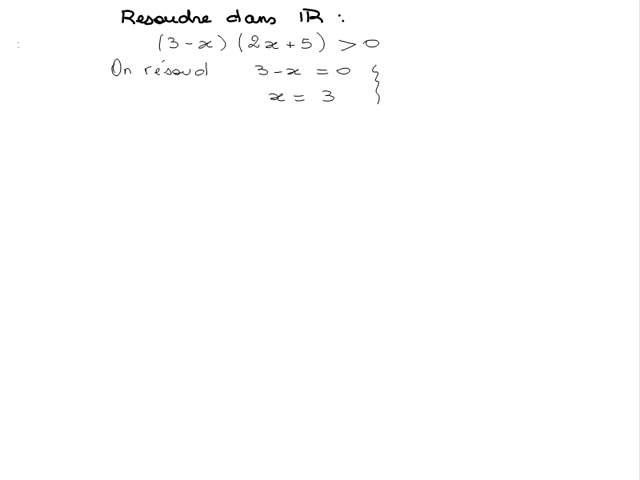 Resoudre dans IR :
(3-x) (2x+5) > 0
On résoud 3-x = 0
x = 3